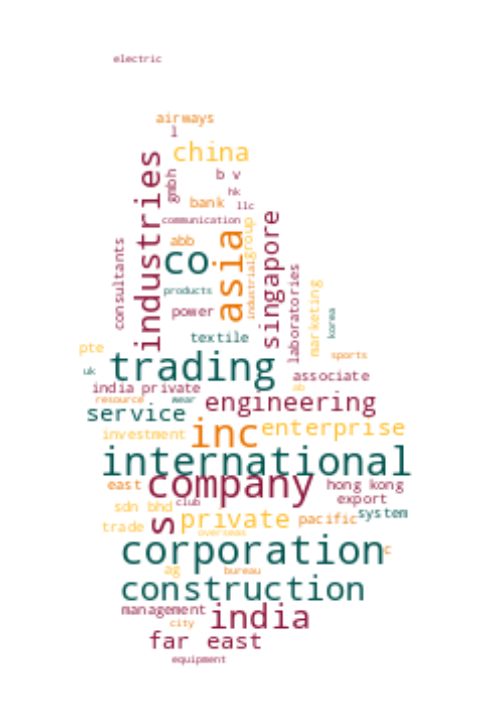 electric
airways
l
china
industries
gmbh
b v
hk
bank
llc
communication
group
singapore
abb
co
asia
industrial
consultants
products
laboratories
marketing
power
korea
textile
pte
trading
sports
uk
associate
india private
ab
resource
wear
engineering
service
inc
enterprise
investment
international
east
company
hong kong
club
export
sdn bhd
s
private
pacific
system
trade
overseas
corporation
c
ag
bureau
construction
management
india
city
far east
equipment